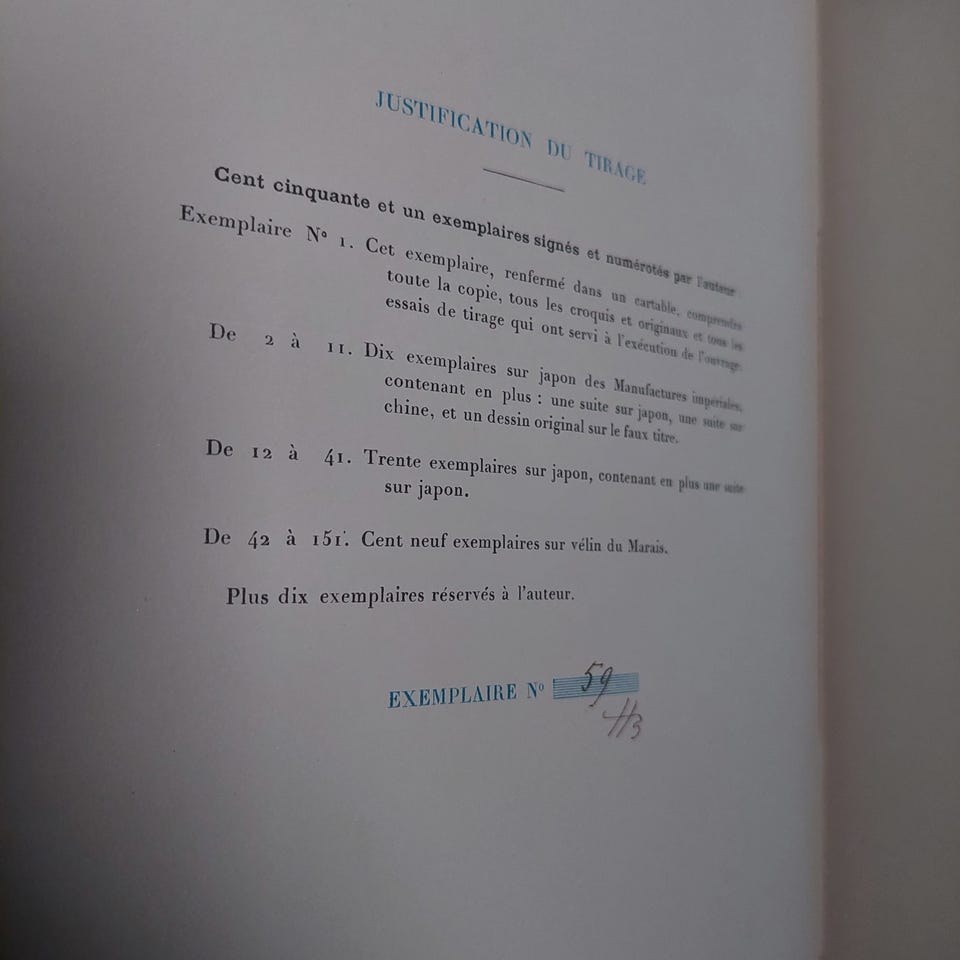 JUSTIFICATION DU TIRAGE
Cent cinquante et un exemplaires signés et numérotés par l'auteur
Exemplaire Nº 1. Cet exemplaire, renfermé dans un cartable, comprendra
toute la copie, tous les croquis et originaux et tous les
essais de tirage qui ont servi à l'exécution de l'ouvrage.
De 2 à 11. Dix exemplaires sur japon des Manufactures impériales,
contenant en plus : une suite sur japon, une suite sur
chine, et un dessin original sur le faux titre.
De 12 à 41. Trente exemplaires sur japon, contenant en plus une suite
sur japon.
De 42 à 151. Cent neuf exemplaires sur vélin du Marais.
Plus dix exemplaires réservés à l'auteur.
EXEMPLAIRE Nº 59
HB